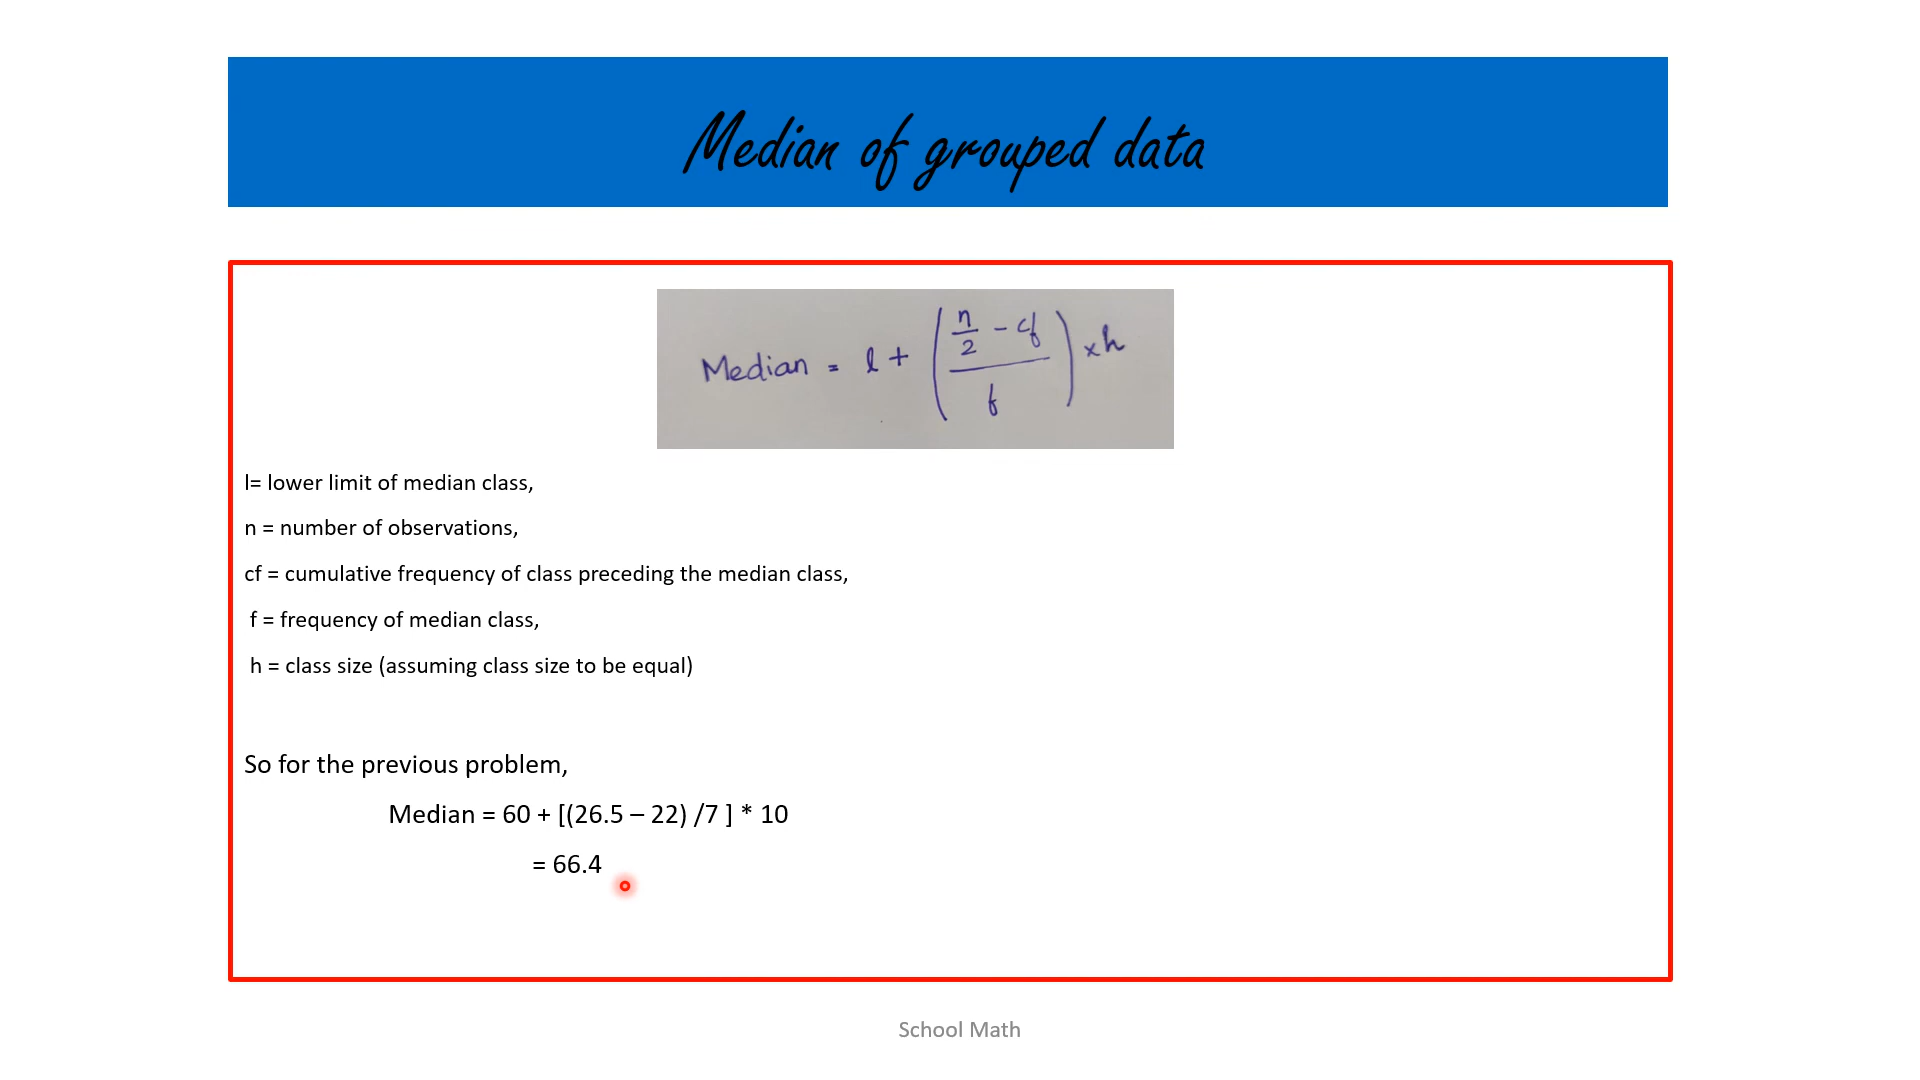 Median of grouped data
Median = l + ( (n/2 - cf) / f ) × h
l= lower limit of median class,
n = number of observations,
cf = cumulative frequency of class preceding the median class,
f = frequency of median class,
h = class size (assuming class size to be equal)
So for the previous problem,
Median = 60 + [(26.5 – 22) /7 ] * 10
= 66.4
School Math